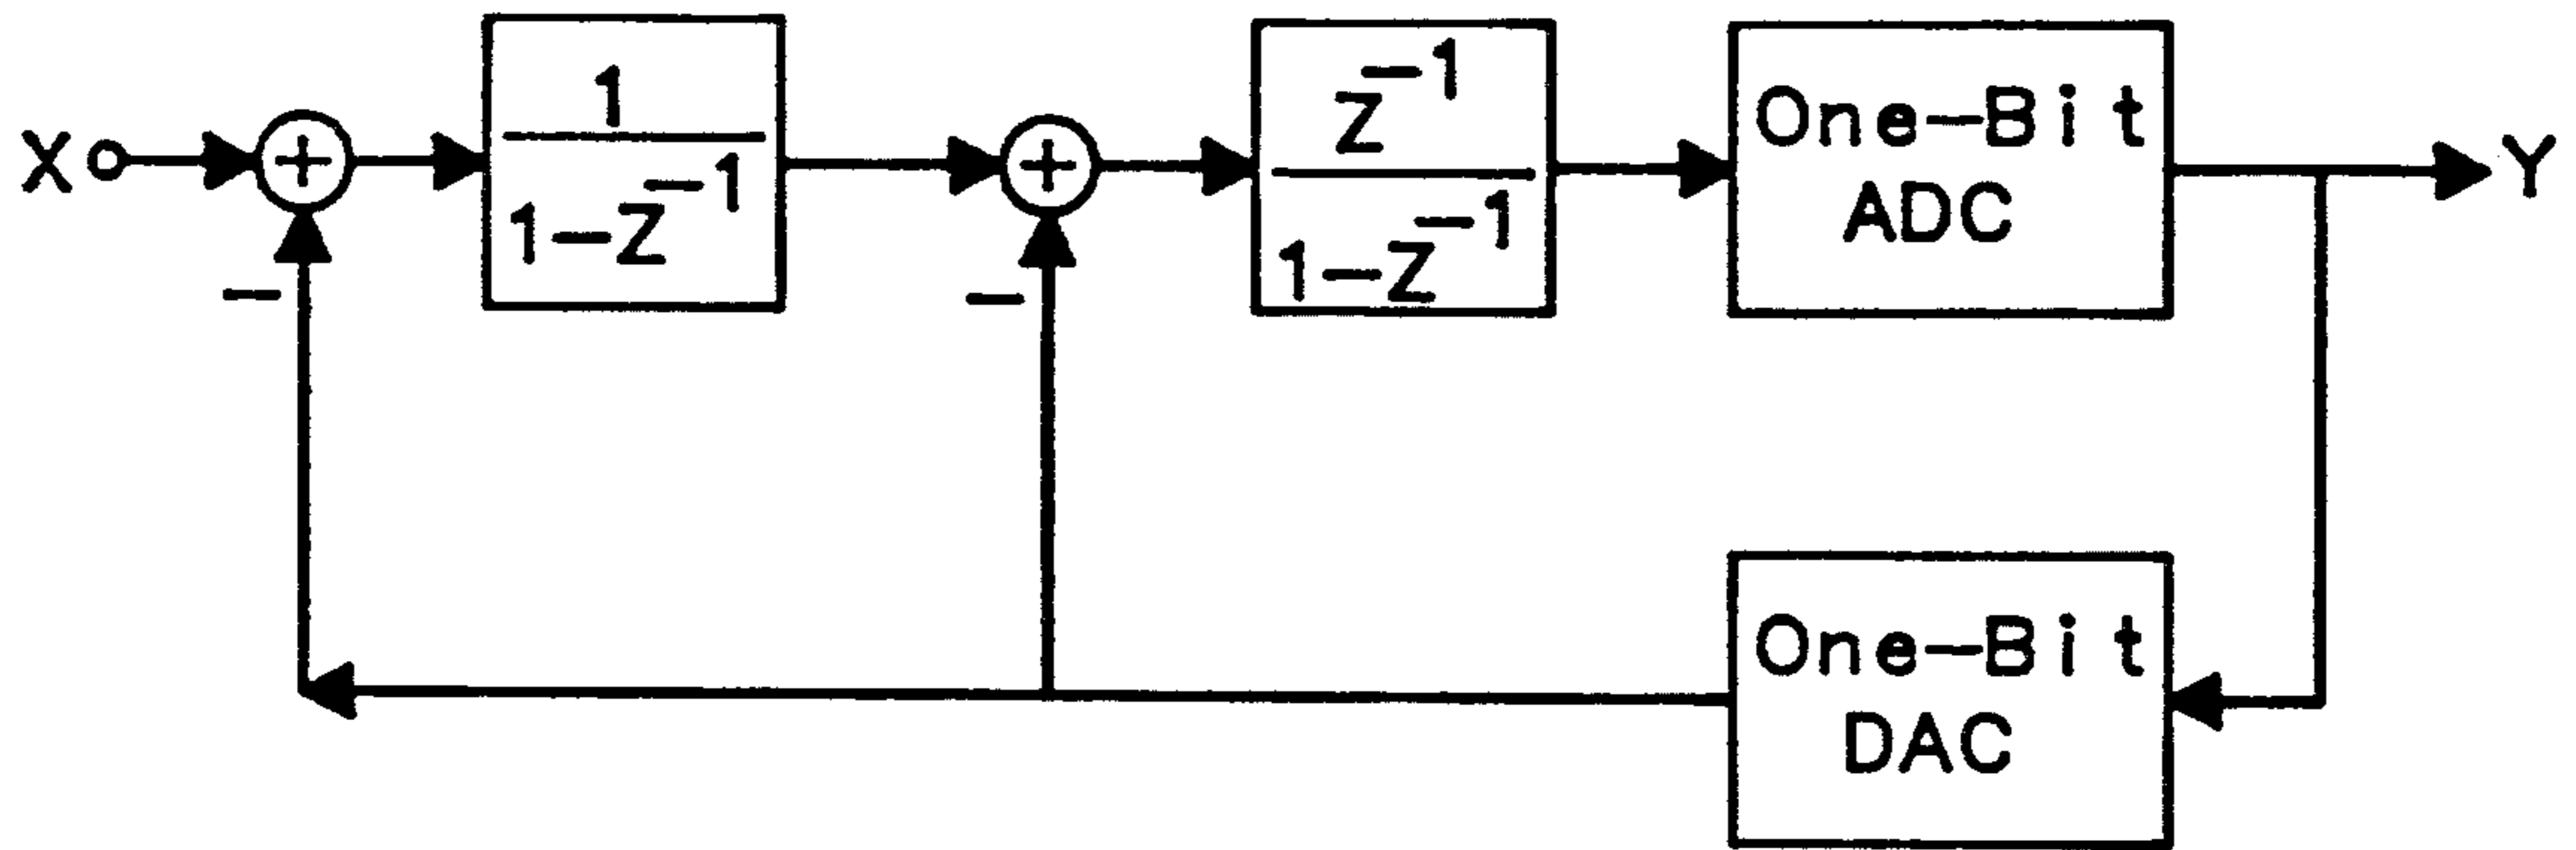 X
+
1
1-Z^-1
+
Z^-1
1-Z^-1
One-Bit
ADC
Y
-
-
One-Bit
DAC